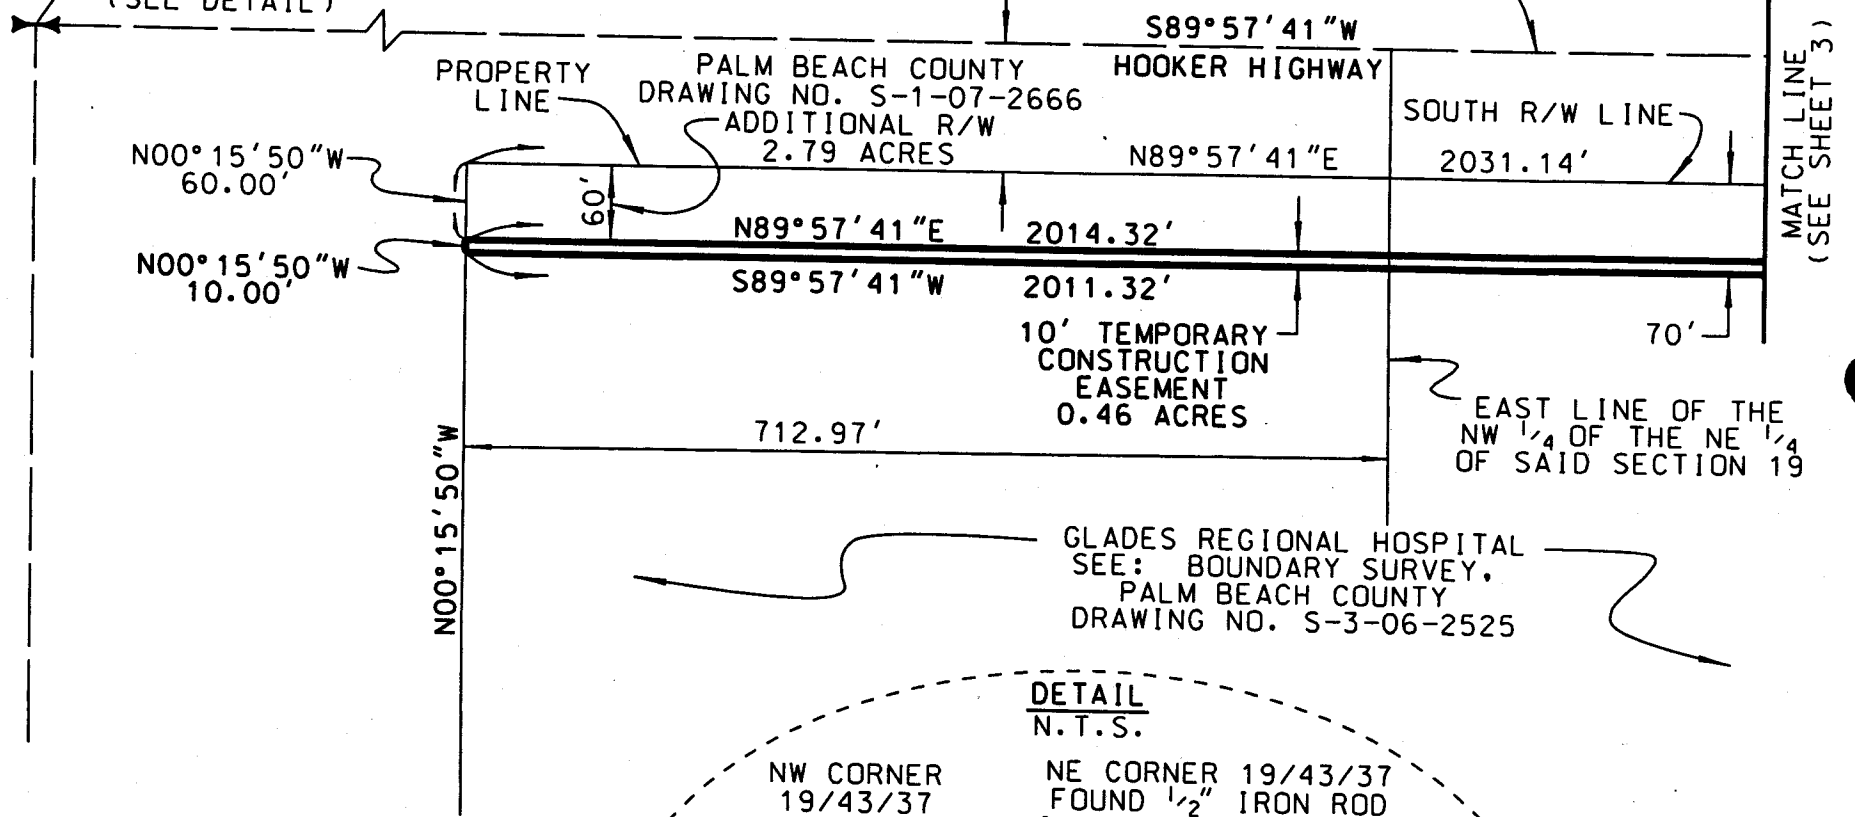 (SEE DETAIL)
S89°57'41"W
HOOKER HIGHWAY
PROPERTY
LINE
PALM BEACH COUNTY
DRAWING NO. S-1-07-2666
ADDITIONAL R/W
2.79 ACRES
SOUTH R/W LINE
N89°57'41"E
2031.14'
MATCH LINE
(SEE SHEET 3)
N00°15'50"W
60.00'
60'
N89°57'41"E
2014.32'
N00°15'50"W
10.00'
S89°57'41"W
2011.32'
10' TEMPORARY
CONSTRUCTION
EASEMENT
0.46 ACRES
70'
712.97'
EAST LINE OF THE
NW 1/4 OF THE NE 1/4
OF SAID SECTION 19
N00°15'50"W
GLADES REGIONAL HOSPITAL
SEE: BOUNDARY SURVEY,
PALM BEACH COUNTY
DRAWING NO. S-3-06-2525
DETAIL
N.T.S.
NW CORNER
19/43/37
NE CORNER 19/43/37
FOUND 1/2" IRON ROD